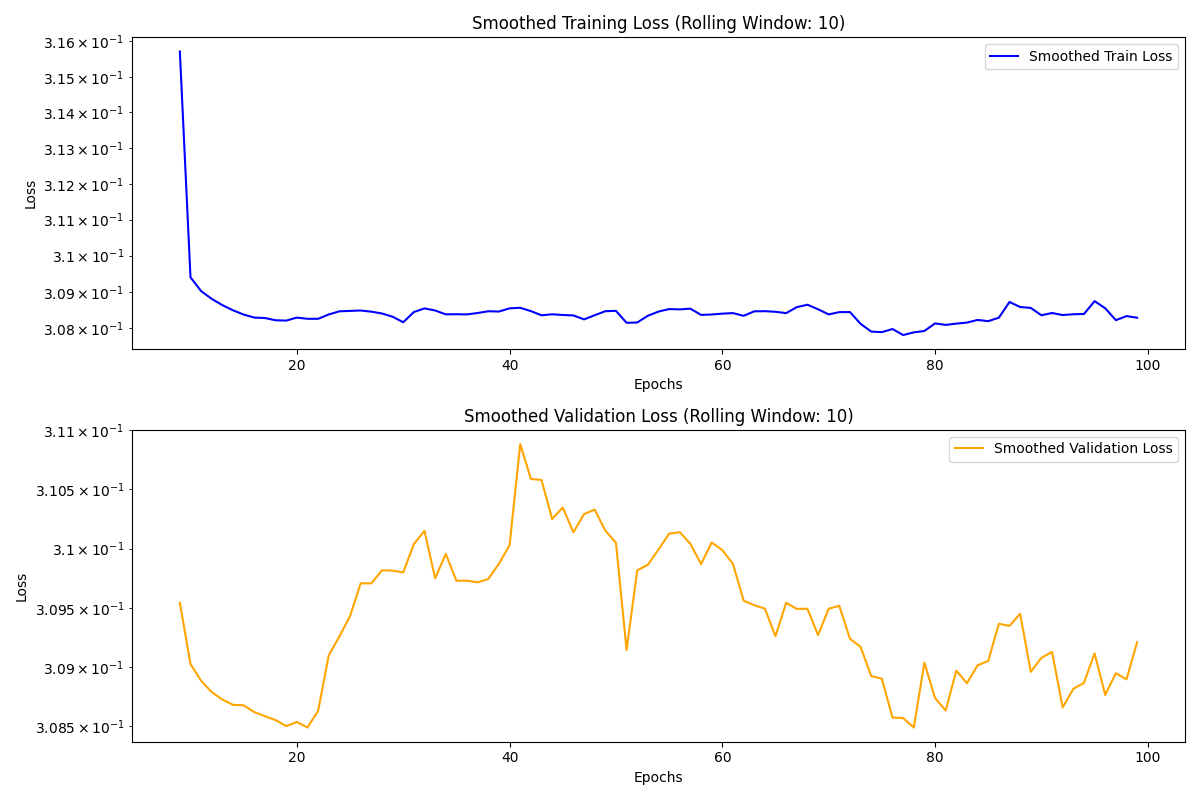 Smoothed Training Loss (Rolling Window: 10)
3.16 × 10⁻¹
3.15 × 10⁻¹
3.14 × 10⁻¹
3.13 × 10⁻¹
3.12 × 10⁻¹
3.11 × 10⁻¹
3.1 × 10⁻¹
3.09 × 10⁻¹
3.08 × 10⁻¹
Loss
Smoothed Train Loss
20 40 60 80 100
Epochs
Smoothed Validation Loss (Rolling Window: 10)
3.11 × 10⁻¹
3.105 × 10⁻¹
3.1 × 10⁻¹
3.095 × 10⁻¹
3.09 × 10⁻¹
3.085 × 10⁻¹
Loss
Smoothed Validation Loss
20 40 60 80 100
Epochs